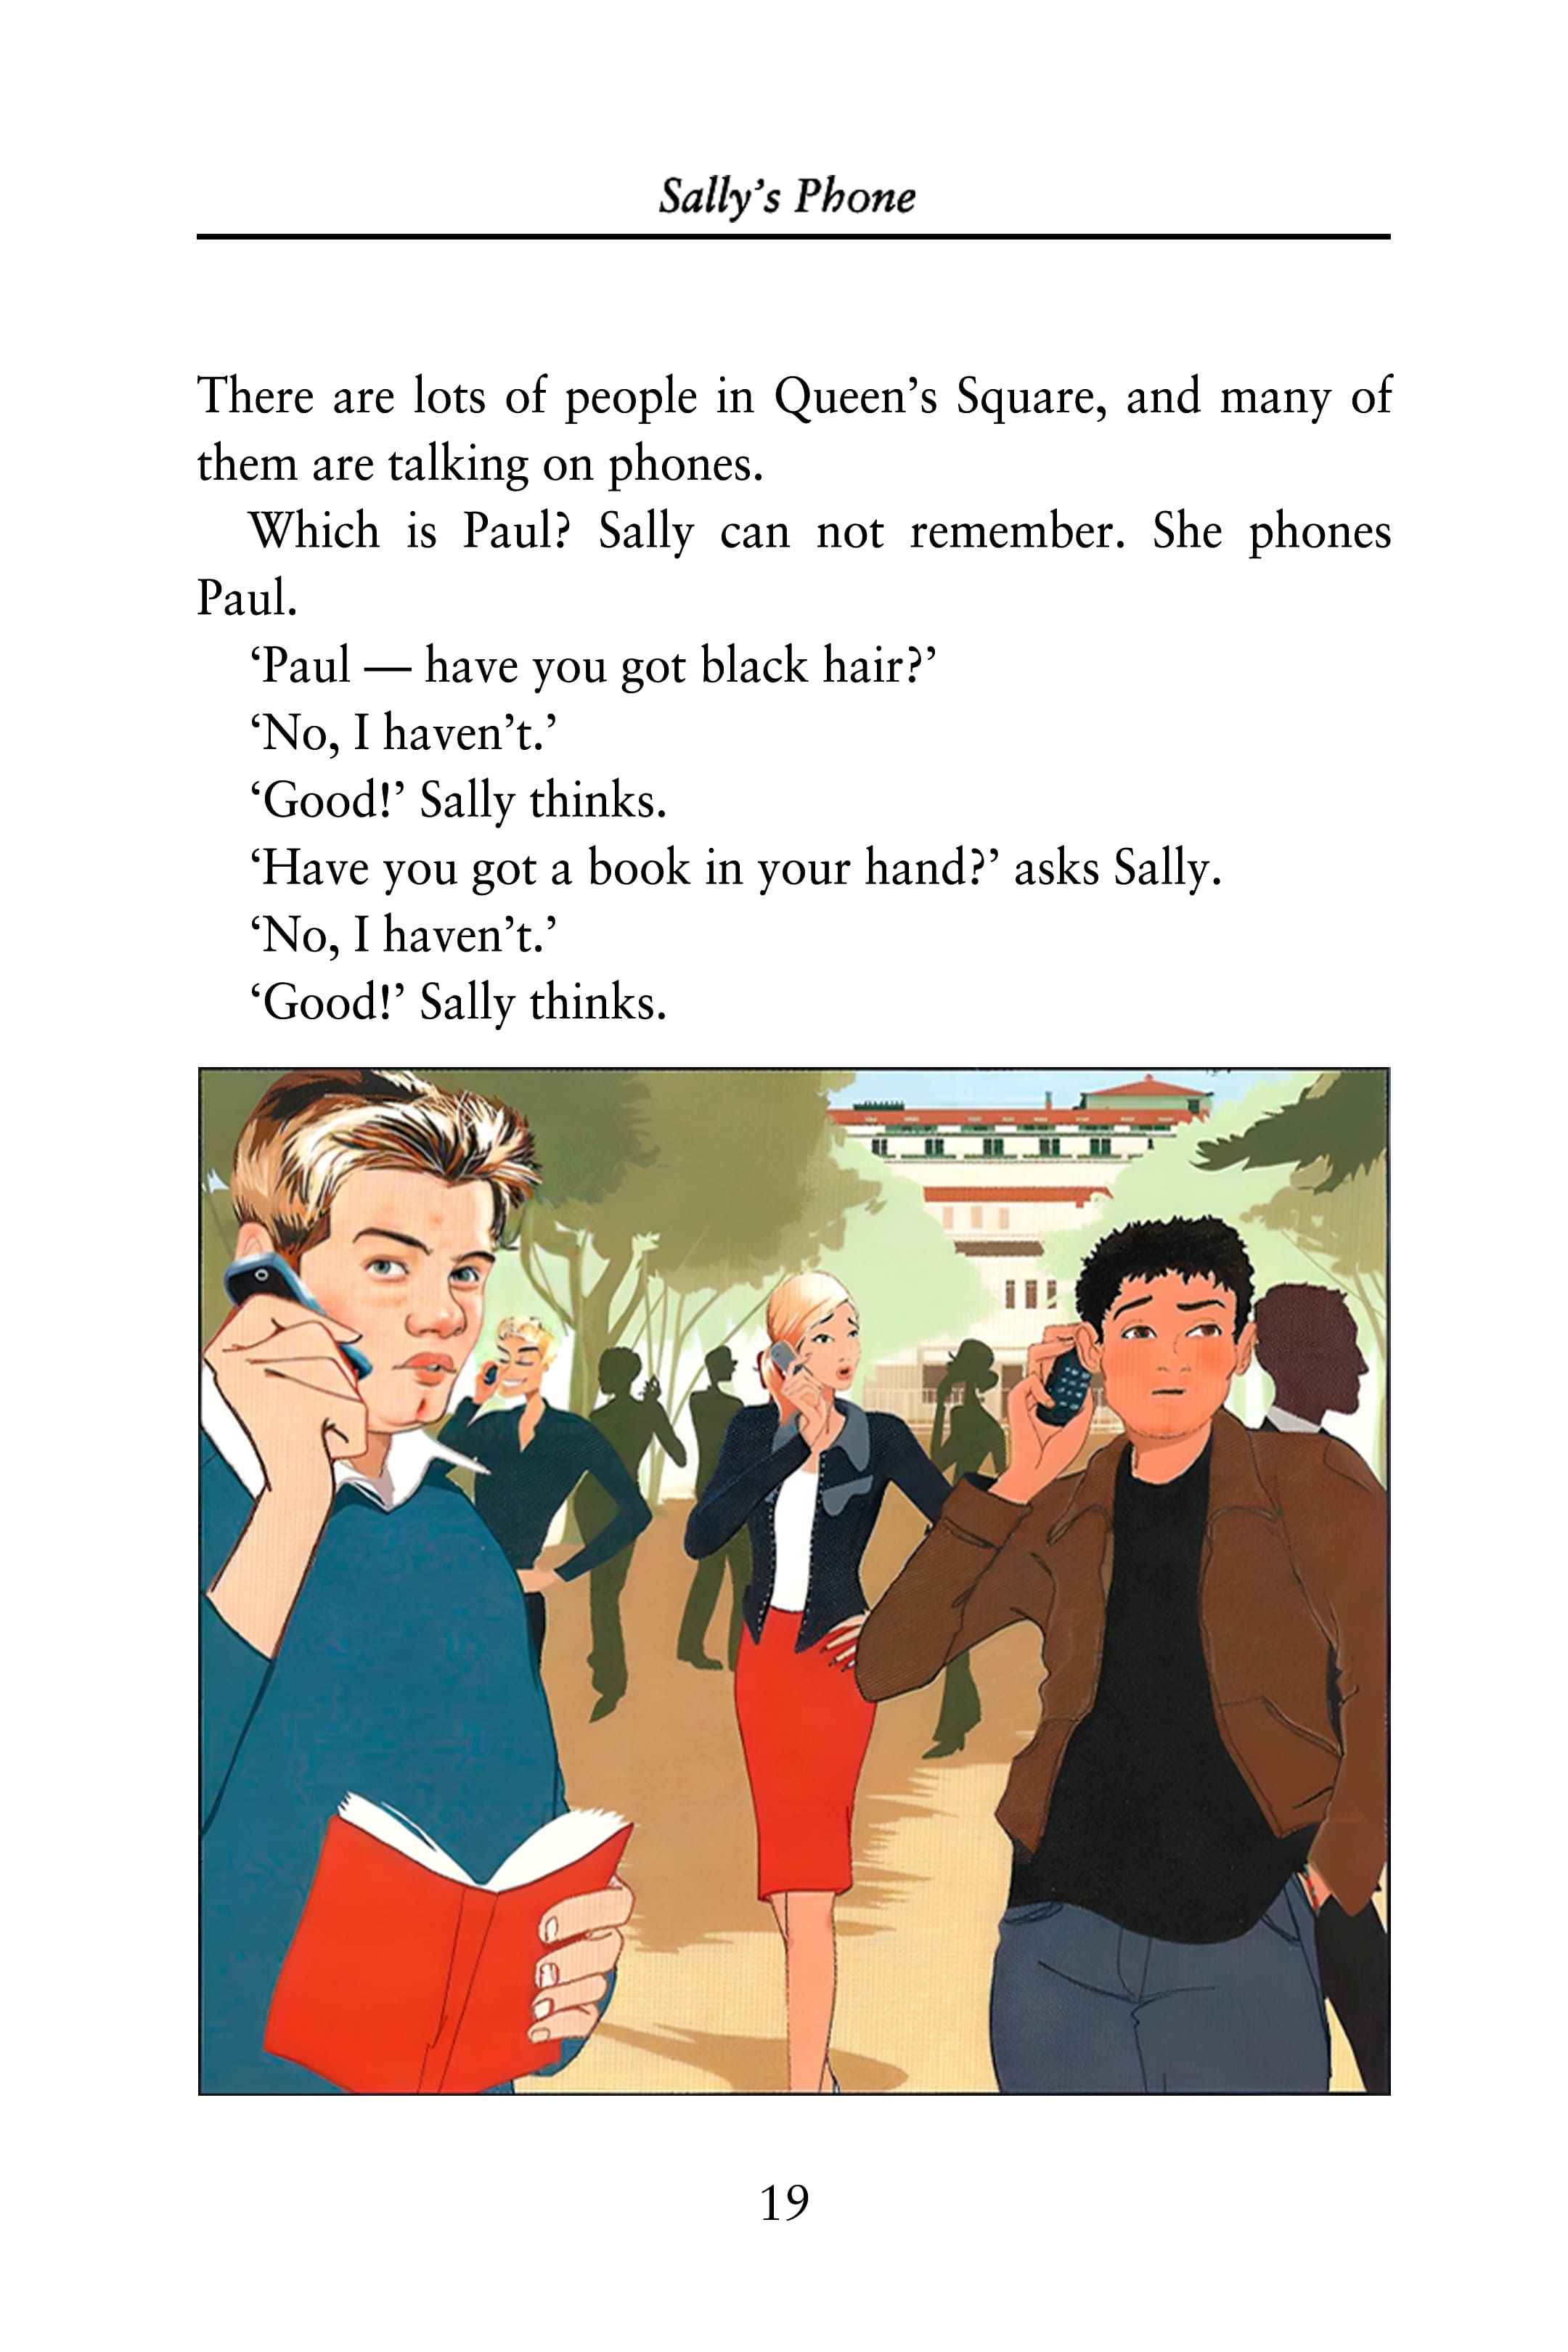 Sally’s Phone
There are lots of people in Queen’s Square, and many of
them are talking on phones.
Which is Paul? Sally can not remember. She phones
Paul.
‘Paul — have you got black hair?’
‘No, I haven’t.’
‘Good!’ Sally thinks.
‘Have you got a book in your hand?’ asks Sally.
‘No, I haven’t.’
‘Good!’ Sally thinks.
19